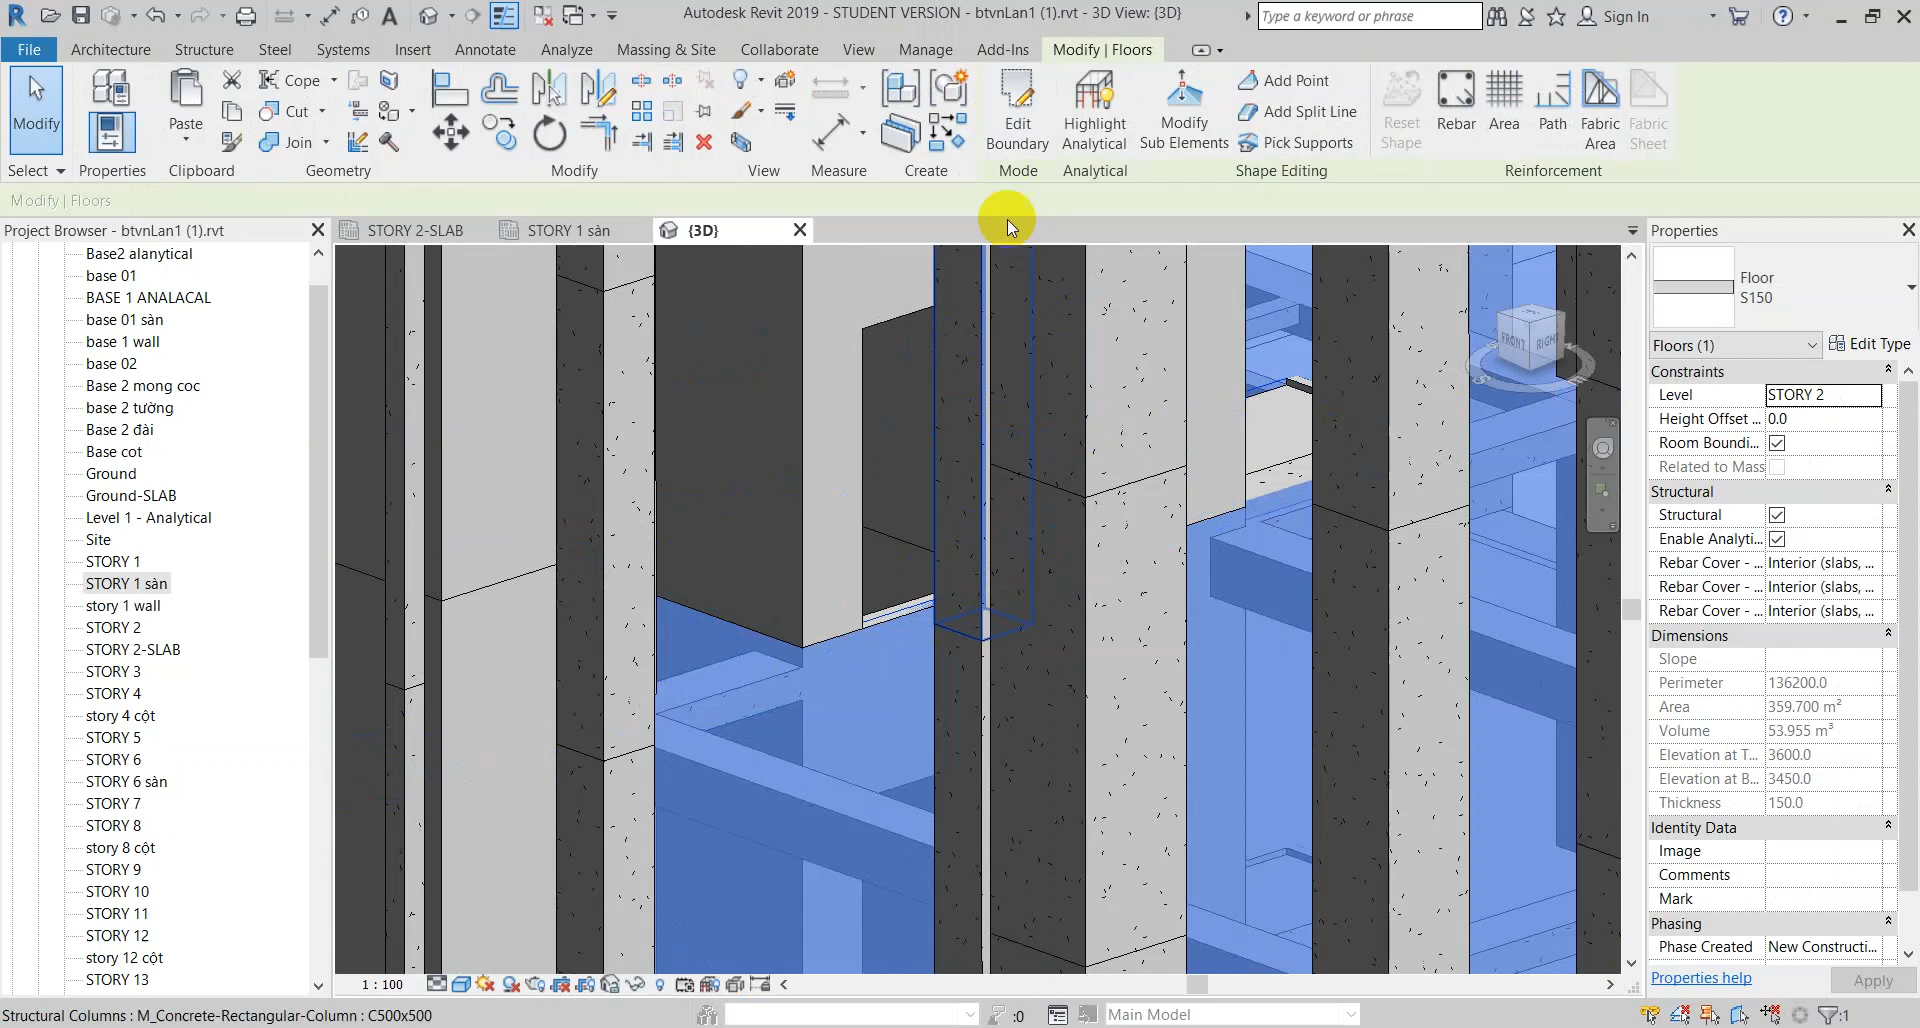 Autodesk Revit 2019 - STUDENT VERSION - btvnLan1 (1).rvt - 3D View: {3D}
Type a keyword or phrase
Sign In
File Architecture Structure Steel Systems Insert Annotate Analyze Massing & Site Collaborate View Manage Add-Ins Modify | Floors
Modify
Paste
Cope
Cut
Join
Edit Boundary
Highlight Analytical
Modify Sub Elements
Add Point
Add Split Line
Pick Supports
Reset Shape
Rebar
Area
Path
Fabric Area
Fabric Sheet
Select Properties Clipboard Geometry Modify View Measure Create Mode Analytical Shape Editing Reinforcement
Modify | Floors
Project Browser - btvnLan1 (1).rvt
Base2 alanytical
base 01
BASE 1 ANALACAL
base 01 sàn
base 1 wall
base 02
Base 2 mong coc
base 2 tường
Base 2 đài
Base cot
Ground
Ground-SLAB
Level 1 - Analytical
Site
STORY 1
STORY 1 sàn
story 1 wall
STORY 2
STORY 2-SLAB
STORY 3
STORY 4
story 4 cột
STORY 5
STORY 6
STORY 6 sàn
STORY 7
STORY 8
story 8 cột
STORY 9
STORY 10
STORY 11
STORY 12
story 12 cột
STORY 13
STORY 2-SLAB
STORY 1 sàn
{3D}
FRONT
RIGHT
1 : 100
Properties
Floor
S150
Floors (1)
Edit Type
Constraints
Level STORY 2
Height Offset ... 0.0
Room Boundi...
Related to Mass
Structural
Structural
Enable Analyti...
Rebar Cover - ... Interior (slabs, ...
Rebar Cover - ... Interior (slabs, ...
Rebar Cover - ... Interior (slabs, ...
Dimensions
Slope
Perimeter 136200.0
Area 359.700 m²
Volume 53.955 m³
Elevation at T... 3600.0
Elevation at B... 3450.0
Thickness 150.0
Identity Data
Image
Comments
Mark
Phasing
Phase Created New Constructi...
Properties help
Apply
Structural Columns : M_Concrete-Rectangular-Column : C500x500
:0
Main Model
:1